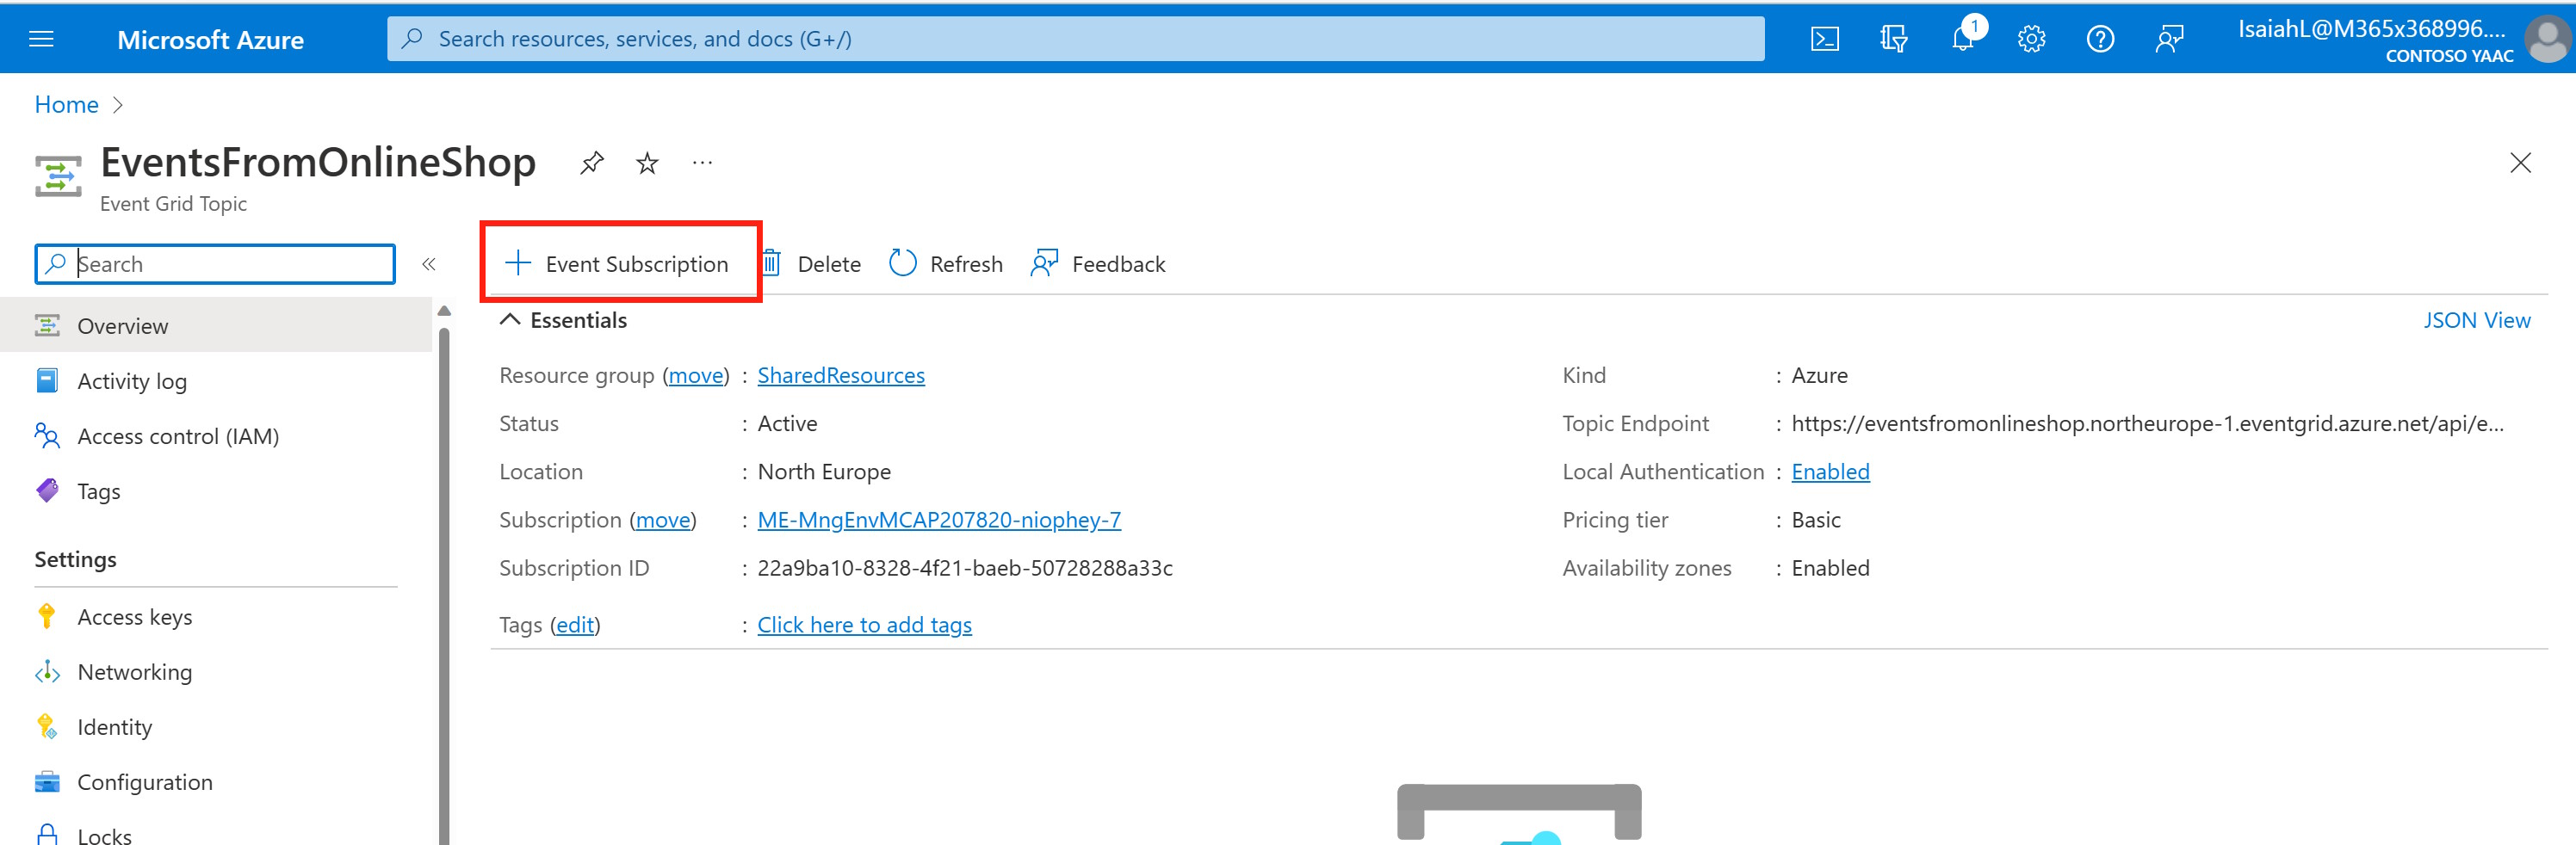 Microsoft Azure
Search resources, services, and docs (G+/)
1
IsaiahL@M365x368996....
CONTOSO YAAC
Home
EventsFromOnlineShop
...
Event Grid Topic
Search
«
Event Subscription
Delete
Refresh
Feedback
Overview
Activity log
Access control (IAM)
Tags
Settings
Access keys
Networking
Identity
Configuration
Locks
Essentials
JSON View
Resource group (move) : SharedResources
Status : Active
Location : North Europe
Subscription (move) : ME-MngEnvMCAP207820-niophey-7
Subscription ID : 22a9ba10-8328-4f21-baeb-50728288a33c
Tags (edit) : Click here to add tags
Kind : Azure
Topic Endpoint : https://eventsfromonlineshop.northeurope-1.eventgrid.azure.net/api/e...
Local Authentication : Enabled
Pricing tier : Basic
Availability zones : Enabled